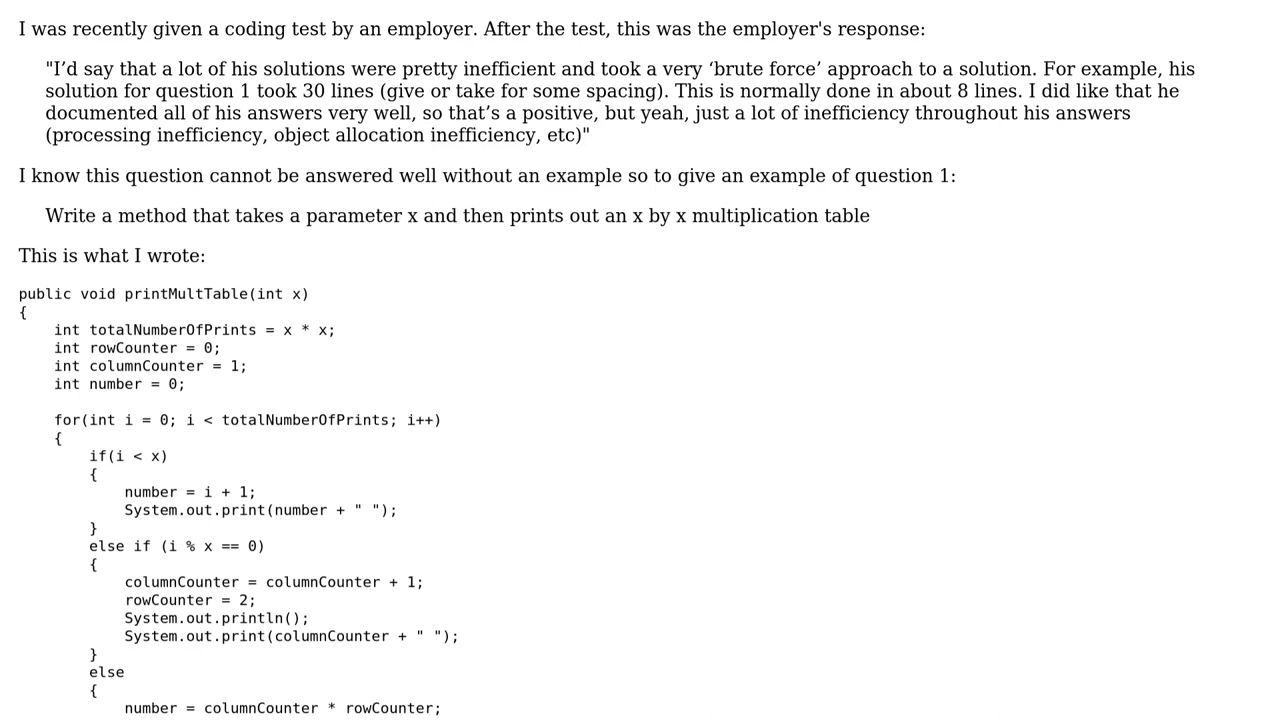 I was recently given a coding test by an employer. After the test, this was the employer's response:
"I’d say that a lot of his solutions were pretty inefficient and took a very ‘brute force’ approach to a solution. For example, his
solution for question 1 took 30 lines (give or take for some spacing). This is normally done in about 8 lines. I did like that he
documented all of his answers very well, so that’s a positive, but yeah, just a lot of inefficiency throughout his answers
(processing inefficiency, object allocation inefficiency, etc)"
I know this question cannot be answered well without an example so to give an example of question 1:
Write a method that takes a parameter x and then prints out an x by x multiplication table
This is what I wrote:
public void printMultTable(int x)
{
    int totalNumberOfPrints = x * x;
    int rowCounter = 0;
    int columnCounter = 1;
    int number = 0;

    for(int i = 0; i < totalNumberOfPrints; i++)
    {
        if(i < x)
        {
            number = i + 1;
            System.out.print(number + " ");
        }
        else if (i % x == 0)
        {
            columnCounter = columnCounter + 1;
            rowCounter = 2;
            System.out.println();
            System.out.print(columnCounter + " ");
        }
        else
        {
            number = columnCounter * rowCounter;